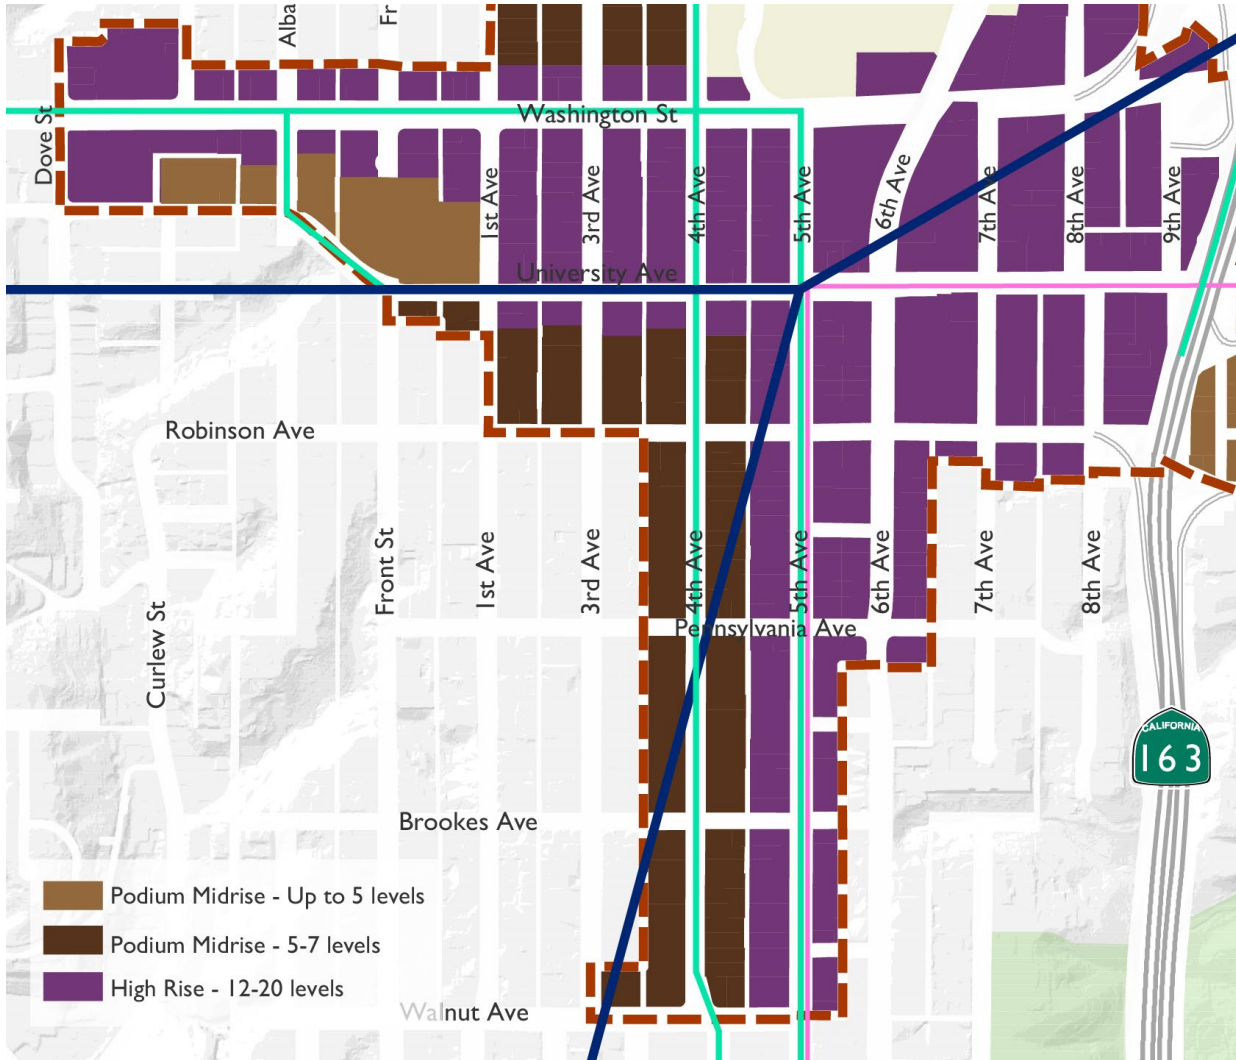 Alba
Fr
Washington St
Dove St
1st Ave
3rd Ave
4th Ave
5th Ave
6th Ave
7th Ave
8th Ave
9th Ave
University Ave
Robinson Ave
Front St
1st Ave
3rd Ave
4th Ave
5th Ave
6th Ave
7th Ave
8th Ave
Pennsylvania Ave
Curlew St
CALIFORNIA
163
Brookes Ave
Podium Midrise - Up to 5 levels
Podium Midrise - 5-7 levels
High Rise - 12-20 levels
Walnut Ave